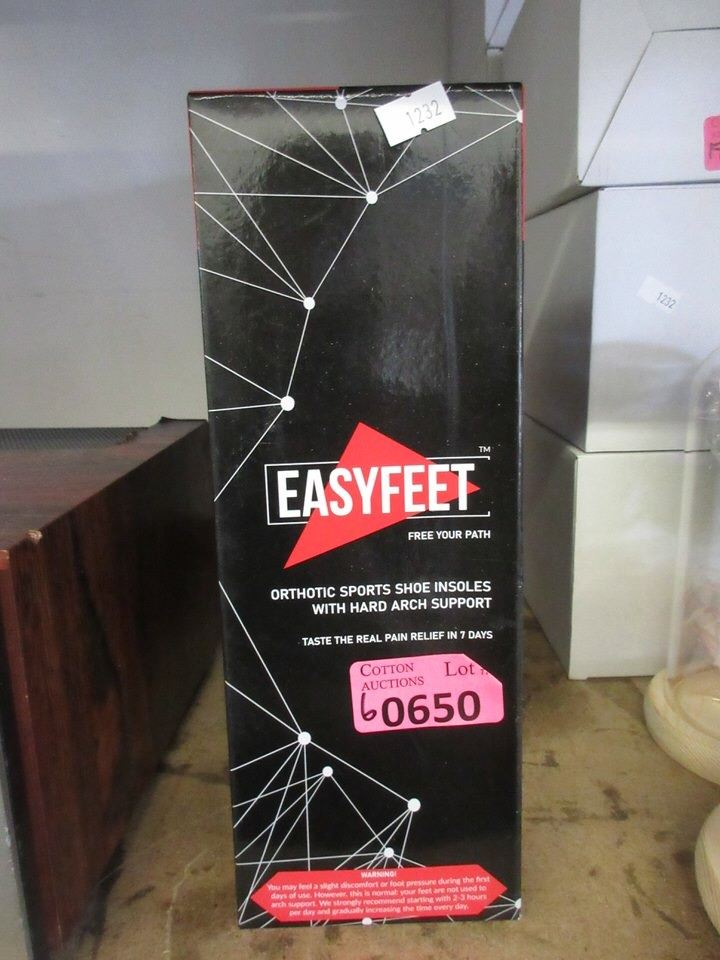 1232
1232
EASYFEET ™
FREE YOUR PATH
ORTHOTIC SPORTS SHOE INSOLES
WITH HARD ARCH SUPPORT
TASTE THE REAL PAIN RELIEF IN 7 DAYS
COTTON Lot
AUCTIONS
60650
WARNING!
You may feel a slight discomfort or foot pressure during the first
days of use. However, this is normal: your feet are not used to
arch support. We strongly recommend starting with 2-3 hours
per day and gradually increasing the time every day.